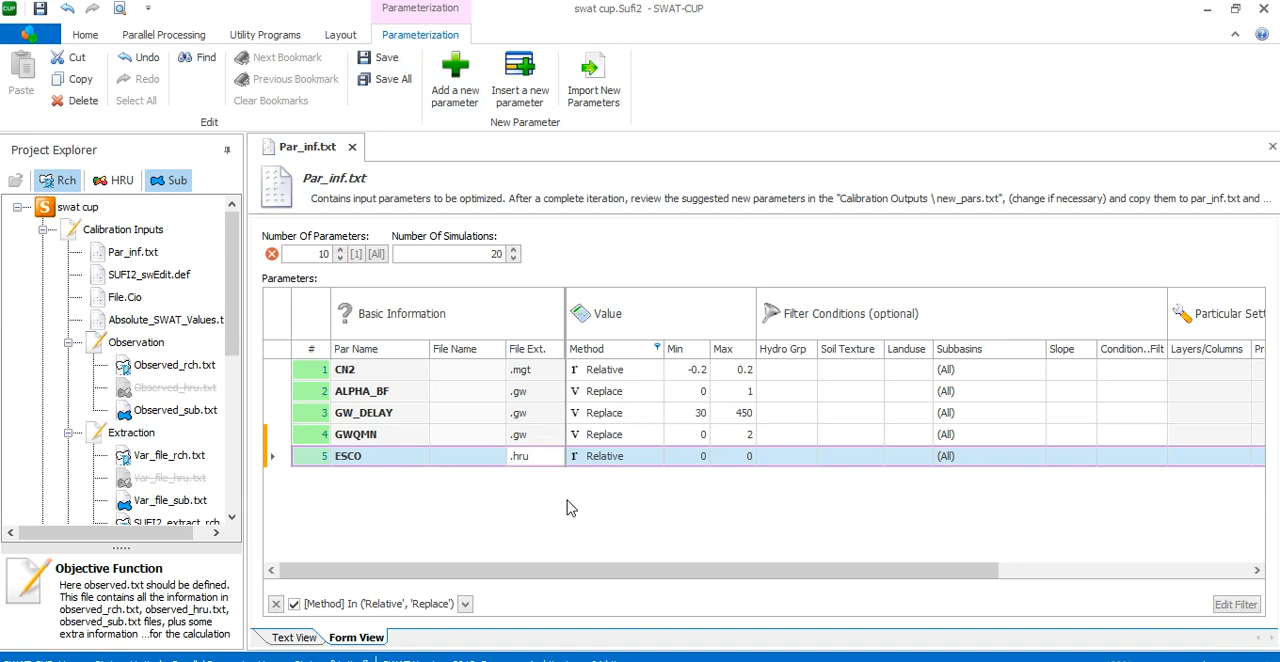 CUP
Parameterization
swat cup.Sufi2 - SWAT-CUP
Home Parallel Processing Utility Programs Layout Parameterization
Paste
Cut
Copy
Delete
Undo
Redo
Select All
Find
Edit
Next Bookmark
Previous Bookmark
Clear Bookmarks
Save
Save All
Add a new parameter
Insert a new parameter
Import New Parameters
New Parameter
Project Explorer
Rch HRU Sub
swat cup
Calibration Inputs
Par_inf.txt
SUFI2_swEdit.def
File.Cio
Absolute_SWAT_Values.t
Observation
Observed_rch.txt
Observed_hru.txt
Observed_sub.txt
Extraction
Var_file_rch.txt
Var_file_hru.txt
Var_file_sub.txt
SUFI2_extract_rch
Objective Function
Here observed.txt should be defined.
This file contains all the information in
observed_rch.txt, observed_hru.txt,
observed_sub.txt files, plus some
extra information ...for the calculation
Par_inf.txt
Par_inf.txt
Contains input parameters to be optimized. After a complete iteration, review the suggested new parameters in the "Calibration Outputs \new_pars.txt", (change if necessary) and copy them to par_inf.txt and ...
Number Of Parameters: Number Of Simulations:
10 [1] [All] 20
Parameters:
Basic Information Value Filter Conditions (optional) Particular Sett
# Par Name File Name File Ext. Method Min Max Hydro Grp Soil Texture Landuse Subbasins Slope Condition..Filt Layers/Columns Pr
1 CN2 .mgt r Relative -0.2 0.2 (All)
2 ALPHA_BF .gw v Replace 0 1 (All)
3 GW_DELAY .gw v Replace 30 450 (All)
4 GWQMN .gw v Replace 0 2 (All)
5 ESCO .hru r Relative 0 0 (All)
[Method] In ('Relative', 'Replace') Edit Filter
Text View Form View